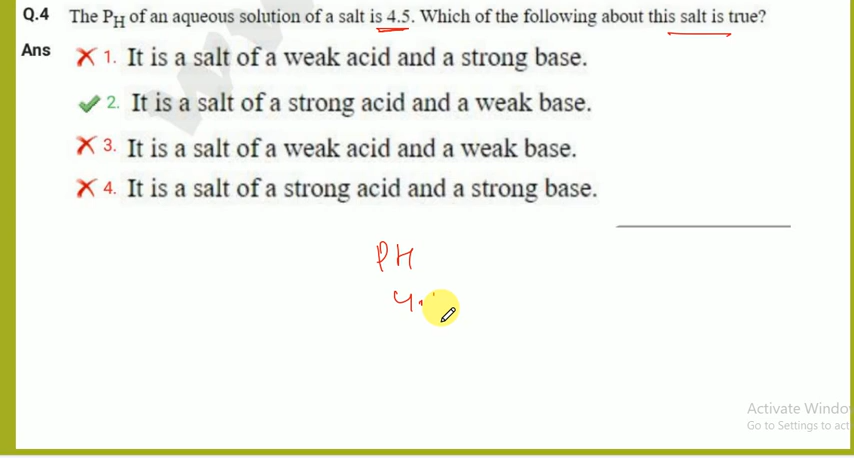 Q.4 The PH of an aqueous solution of a salt is 4.5. Which of the following about this salt is true?
Ans 1. It is a salt of a weak acid and a strong base.
2. It is a salt of a strong acid and a weak base.
3. It is a salt of a weak acid and a weak base.
4. It is a salt of a strong acid and a strong base.
PH
4.
Activate Windo
Go to Settings to act